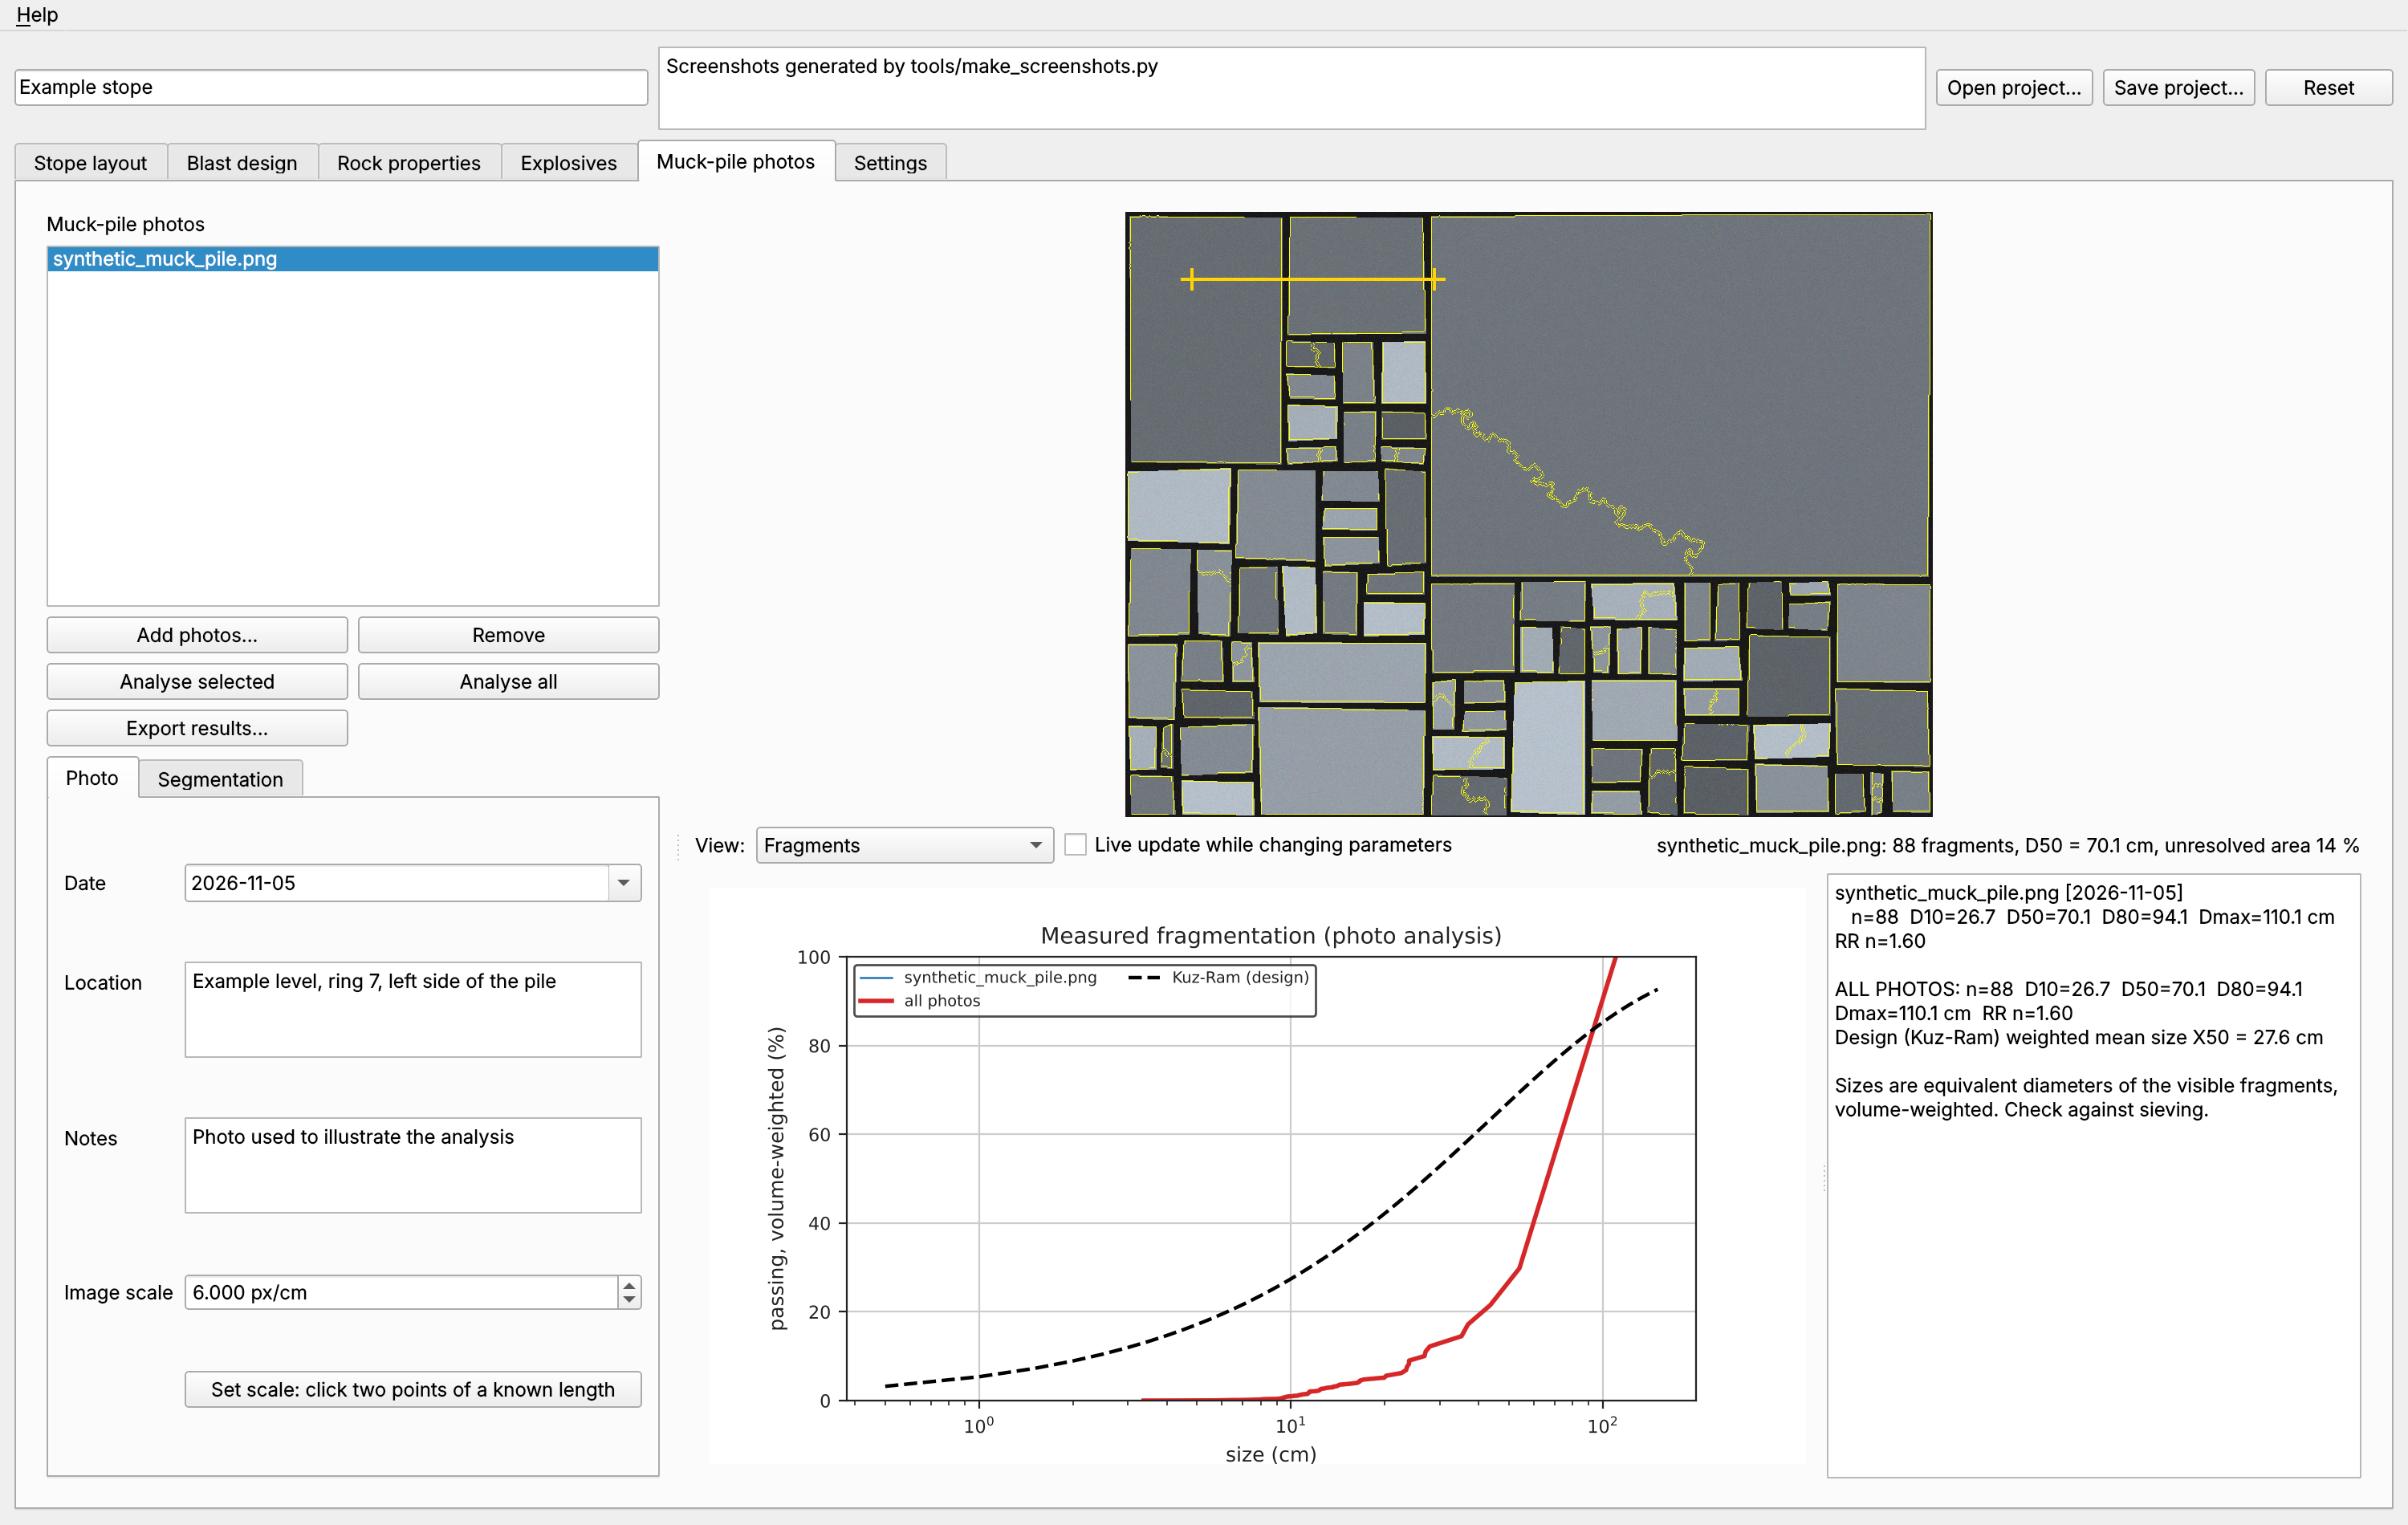 Help
Example stope
Screenshots generated by tools/make_screenshots.py
Open project...
Save project...
Reset
Stope layout
Blast design
Rock properties
Explosives
Muck-pile photos
Settings
Muck-pile photos
synthetic_muck_pile.png
Add photos...
Remove
Analyse selected
Analyse all
Export results...
Photo
Segmentation
Date
2026-11-05
Location
Example level, ring 7, left side of the pile
Notes
Photo used to illustrate the analysis
Image scale
6.000 px/cm
Set scale: click two points of a known length
View:
Fragments
Live update while changing parameters
synthetic_muck_pile.png: 88 fragments, D50 = 70.1 cm, unresolved area 14 %
Measured fragmentation (photo analysis)
synthetic_muck_pile.png
all photos
Kuz-Ram (design)
passing, volume-weighted (%)
100
80
60
40
20
0
10⁰
10¹
10²
size (cm)
synthetic_muck_pile.png [2026-11-05]
n=88 D10=26.7 D50=70.1 D80=94.1 Dmax=110.1 cm
RR n=1.60
ALL PHOTOS: n=88 D10=26.7 D50=70.1 D80=94.1
Dmax=110.1 cm RR n=1.60
Design (Kuz-Ram) weighted mean size X50 = 27.6 cm
Sizes are equivalent diameters of the visible fragments,
volume-weighted. Check against sieving.